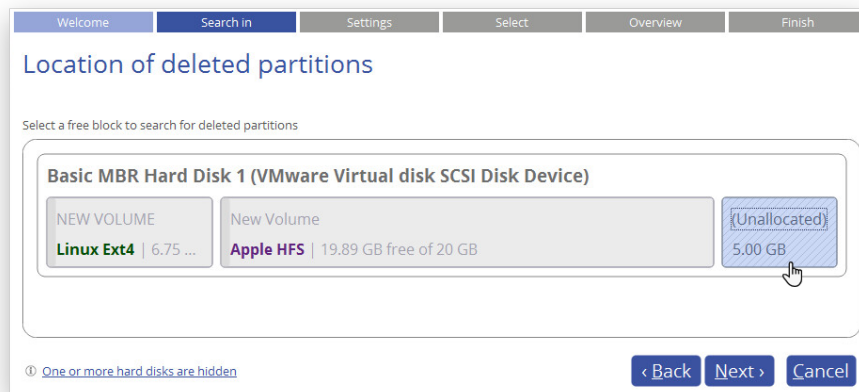 Welcome
Search in
Settings
Select
Overview
Finish
Location of deleted partitions
Select a free block to search for deleted partitions
Basic MBR Hard Disk 1 (VMware Virtual disk SCSI Disk Device)
NEW VOLUME
Linux Ext4 | 6.75 ...
New Volume
Apple HFS | 19.89 GB free of 20 GB
(Unallocated)
5.00 GB
One or more hard disks are hidden
‹ Back
Next ›
Cancel